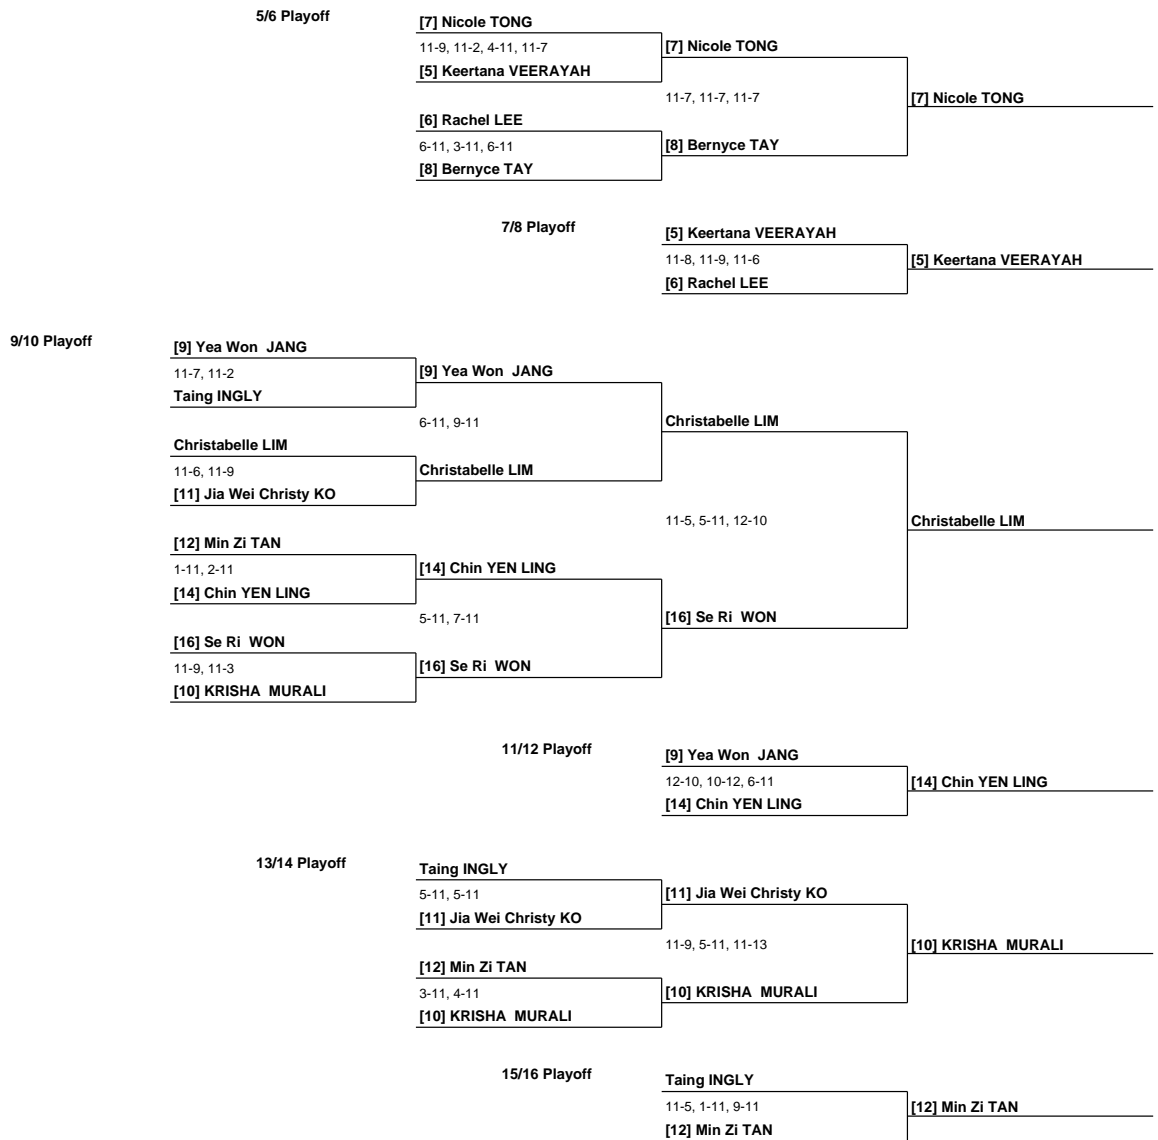 5/6 Playoff
[7] Nicole TONG
11-9, 11-2, 4-11, 11-7
[7] Nicole TONG
[5] Keertana VEERAYAH
11-7, 11-7, 11-7
[7] Nicole TONG
[6] Rachel LEE
6-11, 3-11, 6-11
[8] Bernyce TAY
[8] Bernyce TAY
7/8 Playoff
[5] Keertana VEERAYAH
11-8, 11-9, 11-6
[5] Keertana VEERAYAH
[6] Rachel LEE
9/10 Playoff
[9] Yea Won JANG
11-7, 11-2
[9] Yea Won JANG
Taing INGLY
6-11, 9-11
Christabelle LIM
Christabelle LIM
11-6, 11-9
Christabelle LIM
[11] Jia Wei Christy KO
11-5, 5-11, 12-10
Christabelle LIM
[12] Min Zi TAN
1-11, 2-11
[14] Chin YEN LING
[14] Chin YEN LING
5-11, 7-11
[16] Se Ri WON
[16] Se Ri WON
11-9, 11-3
[16] Se Ri WON
[10] KRISHA MURALI
11/12 Playoff
[9] Yea Won JANG
12-10, 10-12, 6-11
[14] Chin YEN LING
[14] Chin YEN LING
13/14 Playoff
Taing INGLY
5-11, 5-11
[11] Jia Wei Christy KO
[11] Jia Wei Christy KO
11-9, 5-11, 11-13
[10] KRISHA MURALI
[12] Min Zi TAN
3-11, 4-11
[10] KRISHA MURALI
[10] KRISHA MURALI
15/16 Playoff
Taing INGLY
11-5, 1-11, 9-11
[12] Min Zi TAN
[12] Min Zi TAN